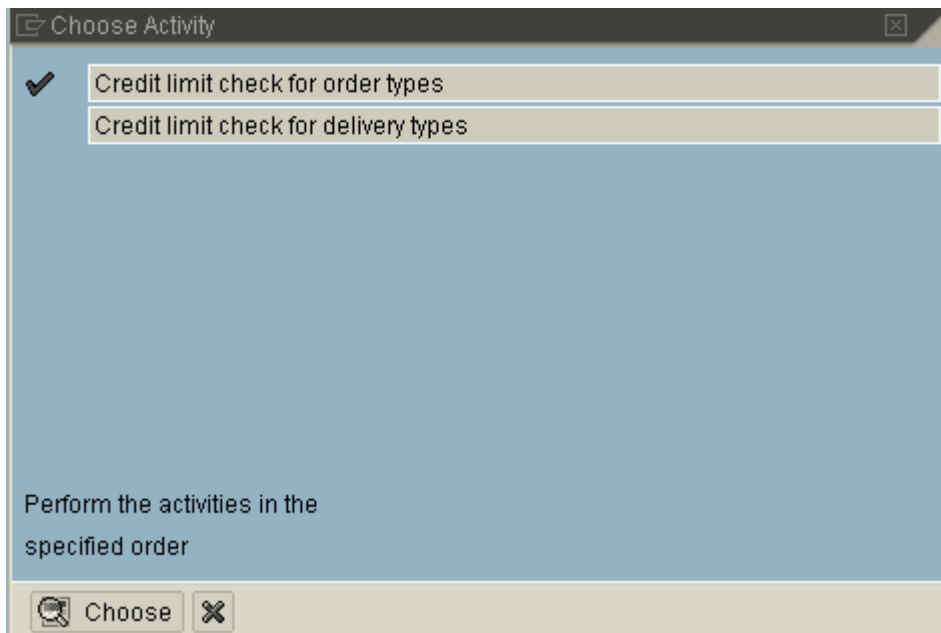 Choose Activity
Credit limit check for order types
Credit limit check for delivery types
Perform the activities in the
specified order
Choose